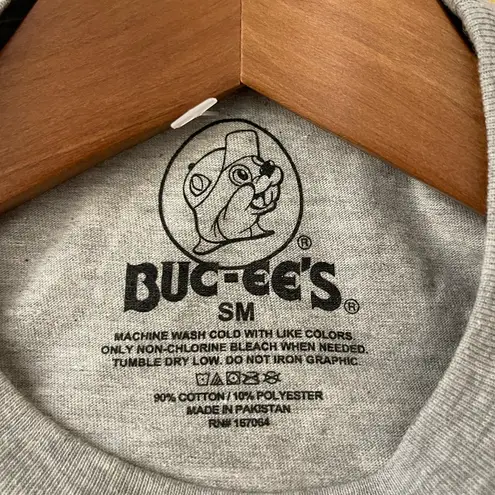 ®
BUC-EE'S®
SM
MACHINE WASH COLD WITH LIKE COLORS.
ONLY NON-CHLORINE BLEACH WHEN NEEDED.
TUMBLE DRY LOW. DO NOT IRON GRAPHIC.
90% COTTON / 10% POLYESTER
MADE IN PAKISTAN
RN# 157064